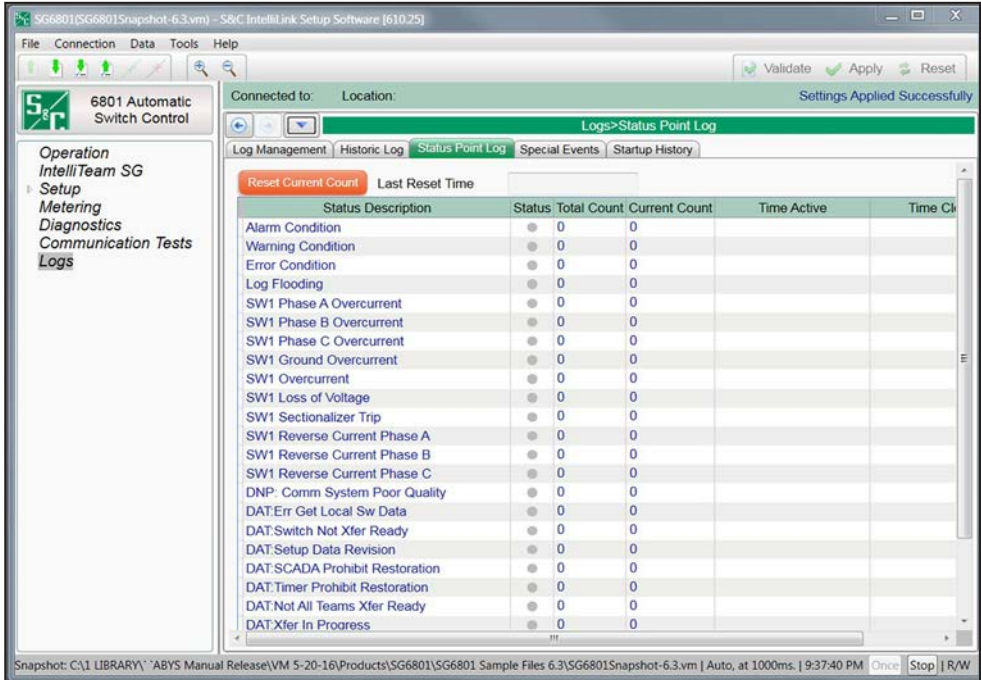 SG6801(SG6801Snapshot-6.3.vm) - S&C IntelliLink Setup Software [610.25]
File Connection Data Tools Help
Validate Apply Reset
S&C
6801 Automatic
Switch Control
Connected to: Location: Settings Applied Successfully
Logs>Status Point Log
Log Management Historic Log Status Point Log Special Events Startup History
Operation
IntelliTeam SG
Setup
Metering
Diagnostics
Communication Tests
Logs
Reset Current Count Last Reset Time
Status Description Status Total Count Current Count Time Active Time Cl
Alarm Condition 0 0
Warning Condition 0 0
Error Condition 0 0
Log Flooding 0 0
SW1 Phase A Overcurrent 0 0
SW1 Phase B Overcurrent 0 0
SW1 Phase C Overcurrent 0 0
SW1 Ground Overcurrent 0 0
SW1 Overcurrent 0 0
SW1 Loss of Voltage 0 0
SW1 Sectionalizer Trip 0 0
SW1 Reverse Current Phase A 0 0
SW1 Reverse Current Phase B 0 0
SW1 Reverse Current Phase C 0 0
DNP: Comm System Poor Quality 0 0
DAT:Err Get Local Sw Data 0 0
DAT:Switch Not Xfer Ready 0 0
DAT:Setup Data Revision 0 0
DAT:SCADA Prohibit Restoration 0 0
DAT:Timer Prohibit Restoration 0 0
DAT:Not All Teams Xfer Ready 0 0
DAT:Xfer In Progress 0 0
Snapshot: C:\1 LIBRARY\` `ABYS Manual Release\VM 5-20-16\Products\SG6801\SG6801 Sample Files 6.3\SG6801Snapshot-6.3.vm | Auto, at 1000ms. | 9:37:40 PM Once Stop | R/W